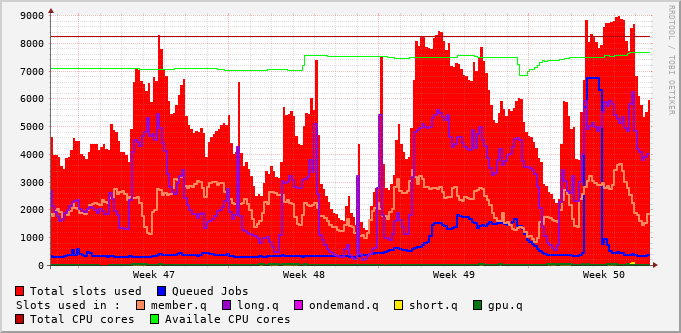 9000
8000
7000
6000
5000
4000
3000
2000
1000
0
Week 47 Week 48 Week 49 Week 50
RRDTOOL / TOBI OETIKER
Total slots used Queued Jobs
Slots used in : member.q long.q ondemand.q short.q gpu.q
Total CPU cores Availale CPU cores